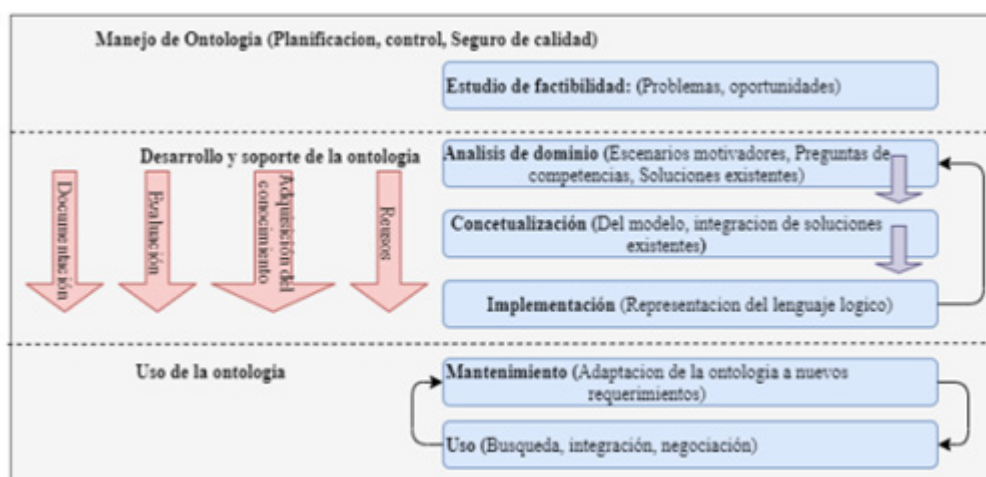 Manejo de Ontologia (Planificacion, control, Seguro de calidad)
Estudio de factibilidad: (Problemas, oportunidades)
Desarrollo y soporte de la ontologia
Documentación
Evaluación
Adquisición del
conocimiento
Reusos
Analisis de dominio (Escenarios motivadores, Preguntas de
competencias, Soluciones existentes)
Concetualización (Del modelo, integracion de soluciones
existentes)
Implementación (Representacion del lenguaje logico)
Uso de la ontologia
Mantenimiento (Adaptacion de la ontologia a nuevos
requerimientos)
Uso (Busqueda, integración, negociación)